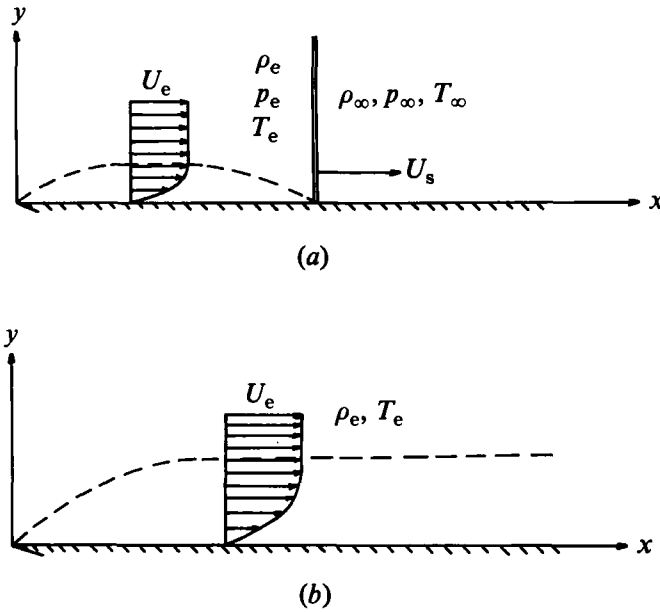 y
U_e
ρ_e
p_e
T_e
ρ_∞, p_∞, T_∞
U_s
x
(a)
y
U_e
ρ_e, T_e
x
(b)